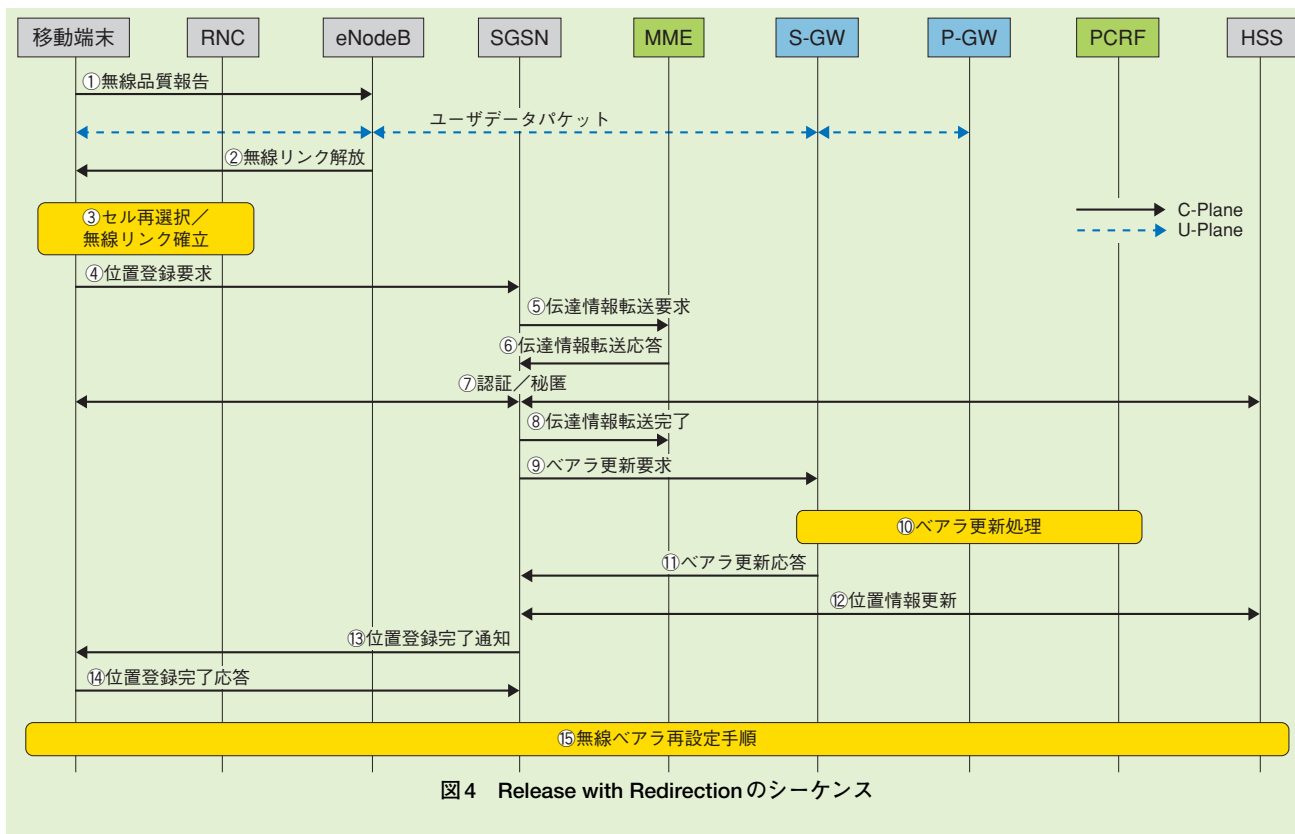 移動端末 RNC eNodeB SGSN MME S-GW P-GW PCRF HSS
①無線品質報告
ユーザデータパケット
②無線リンク解放
③セル再選択／
無線リンク確立
C-Plane
U-Plane
④位置登録要求
⑤伝達情報転送要求
⑥伝達情報転送応答
⑦認証／秘匿
⑧伝達情報転送完了
⑨ベアラ更新要求
⑩ベアラ更新処理
⑪ベアラ更新応答
⑫位置情報更新
⑬位置登録完了通知
⑭位置登録完了応答
⑮無線ベアラ再設定手順
図4 Release with Redirectionのシーケンス